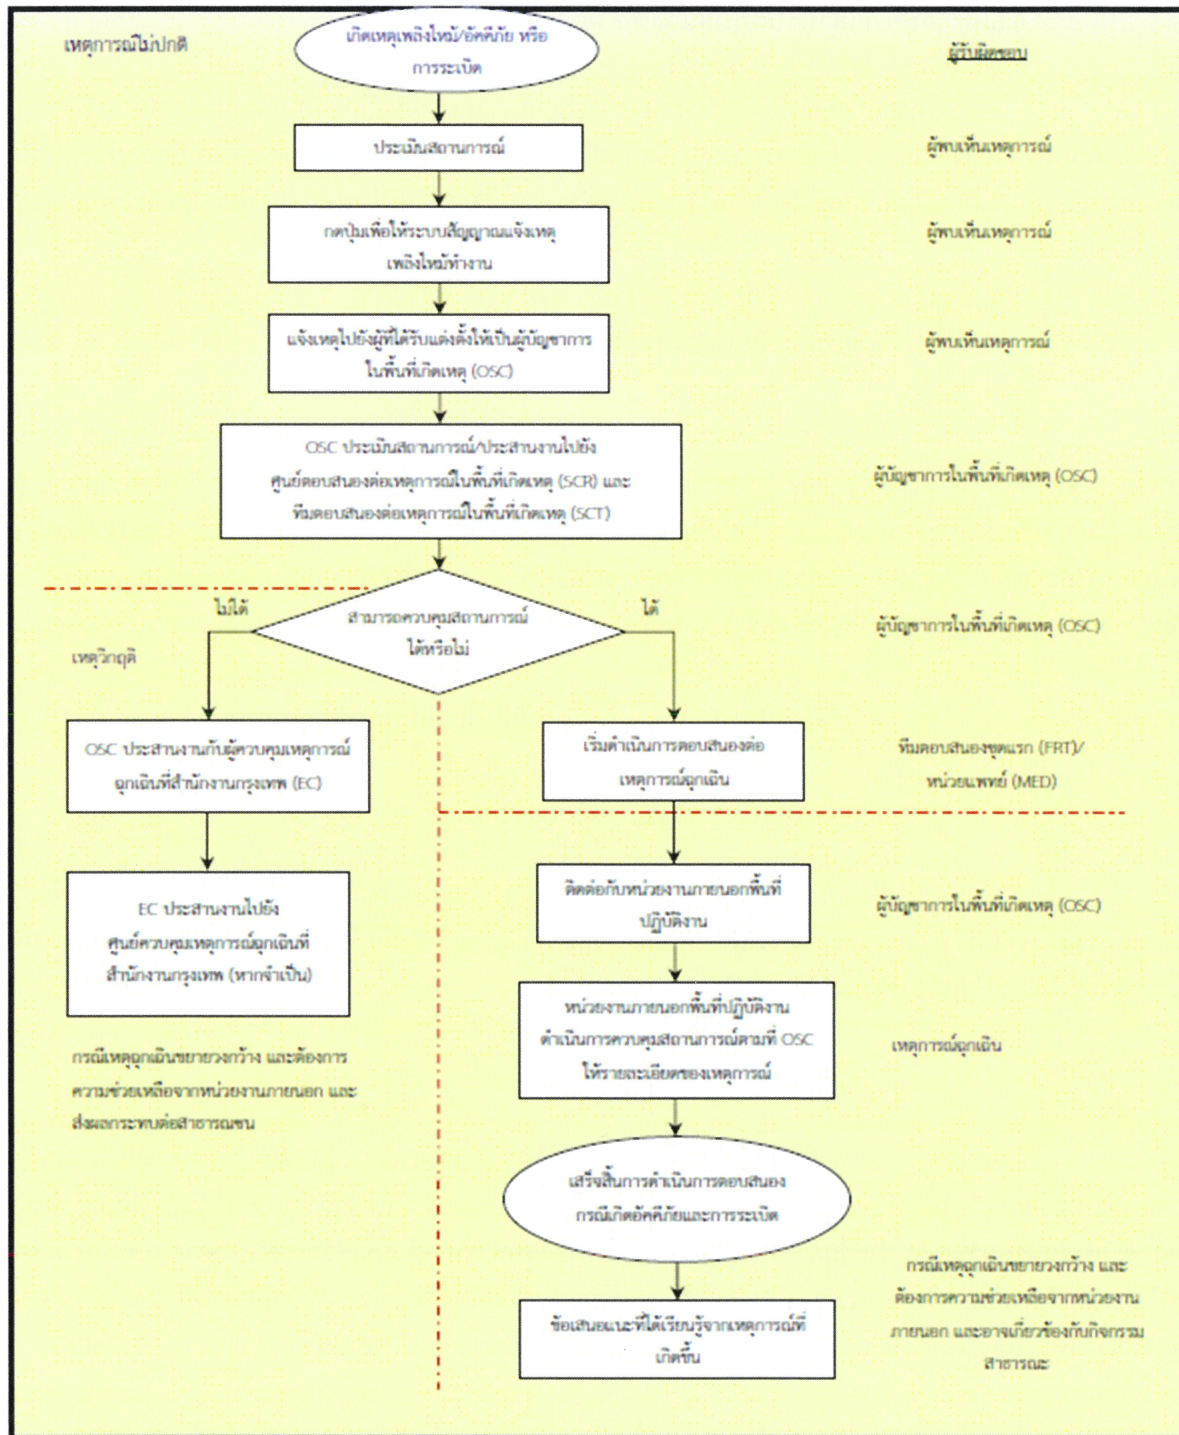 เหตุการณ์ไม่ปกติ
เกิดเหตุเพลิงไหม้/อัคคีภัย หรือ
การระเบิด
ผู้รับผิดชอบ
ประเมินสถานการณ์
ผู้พบเห็นเหตุการณ์
กดปุ่มเพื่อให้ระบบสัญญาณแจ้งเหตุ
เพลิงไหม้ทำงาน
ผู้พบเห็นเหตุการณ์
แจ้งเหตุไปยังผู้ที่ได้รับแต่งตั้งให้เป็นผู้บัญชาการ
ในพื้นที่เกิดเหตุ (OSC)
ผู้พบเห็นเหตุการณ์
OSC ประเมินสถานการณ์/ประสานงานไปยัง
ศูนย์ตอบสนองต่อเหตุการณ์ในพื้นที่เกิดเหตุ (SCR) และ
ทีมตอบสนองต่อเหตุการณ์ในพื้นที่เกิดเหตุ (SCT)
ผู้บัญชาการในพื้นที่เกิดเหตุ (OSC)
ไม่ได้
สามารถควบคุมสถานการณ์
ได้หรือไม่
ได้
ผู้บัญชาการในพื้นที่เกิดเหตุ (OSC)
เหตุวิกฤติ
OSC ประสานงานกับผู้ควบคุมเหตุการณ์
ฉุกเฉินที่สำนักงานกรุงเทพ (EC)
เริ่มดำเนินการตอบสนองต่อ
เหตุการณ์ฉุกเฉิน
ทีมตอบสนองชุดแรก (FRT)/
หน่วยแพทย์ (MED)
EC ประสานงานไปยัง
ศูนย์ควบคุมเหตุการณ์ฉุกเฉินที่
สำนักงานกรุงเทพ (หากจำเป็น)
ติดต่อกับหน่วยงานภายนอกพื้นที่
ปฏิบัติงาน
ผู้บัญชาการในพื้นที่เกิดเหตุ (OSC)
หน่วยงานภายนอกพื้นที่ปฏิบัติงาน
ดำเนินการควบคุมสถานการณ์ตามที่ OSC
ให้รายละเอียดของเหตุการณ์
เหตุการณ์ฉุกเฉิน
กรณีเหตุฉุกเฉินขยายวงกว้าง และต้องการ
ความช่วยเหลือจากหน่วยงานภายนอก และ
ส่งผลกระทบต่อสาธารณชน
เสร็จสิ้นการดำเนินการตอบสนอง
กรณีเกิดอัคคีภัยและการระเบิด
ข้อเสนอแนะที่ได้เรียนรู้จากเหตุการณ์ที่
เกิดขึ้น
กรณีเหตุฉุกเฉินขยายวงกว้าง และ
ต้องการความช่วยเหลือจากหน่วยงาน
ภายนอก และอาจเกี่ยวข้องกับกิจกรรม
สาธารณะ